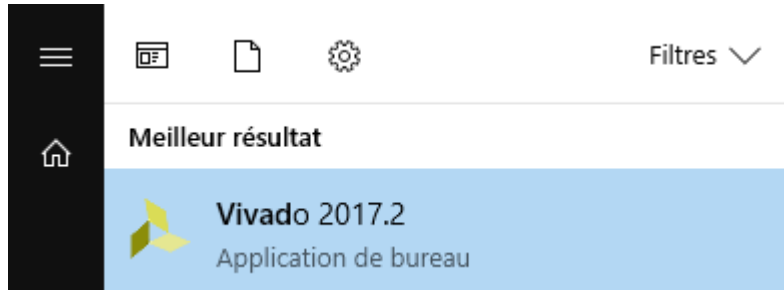 Filtres
Meilleur résultat
Vivado 2017.2
Application de bureau